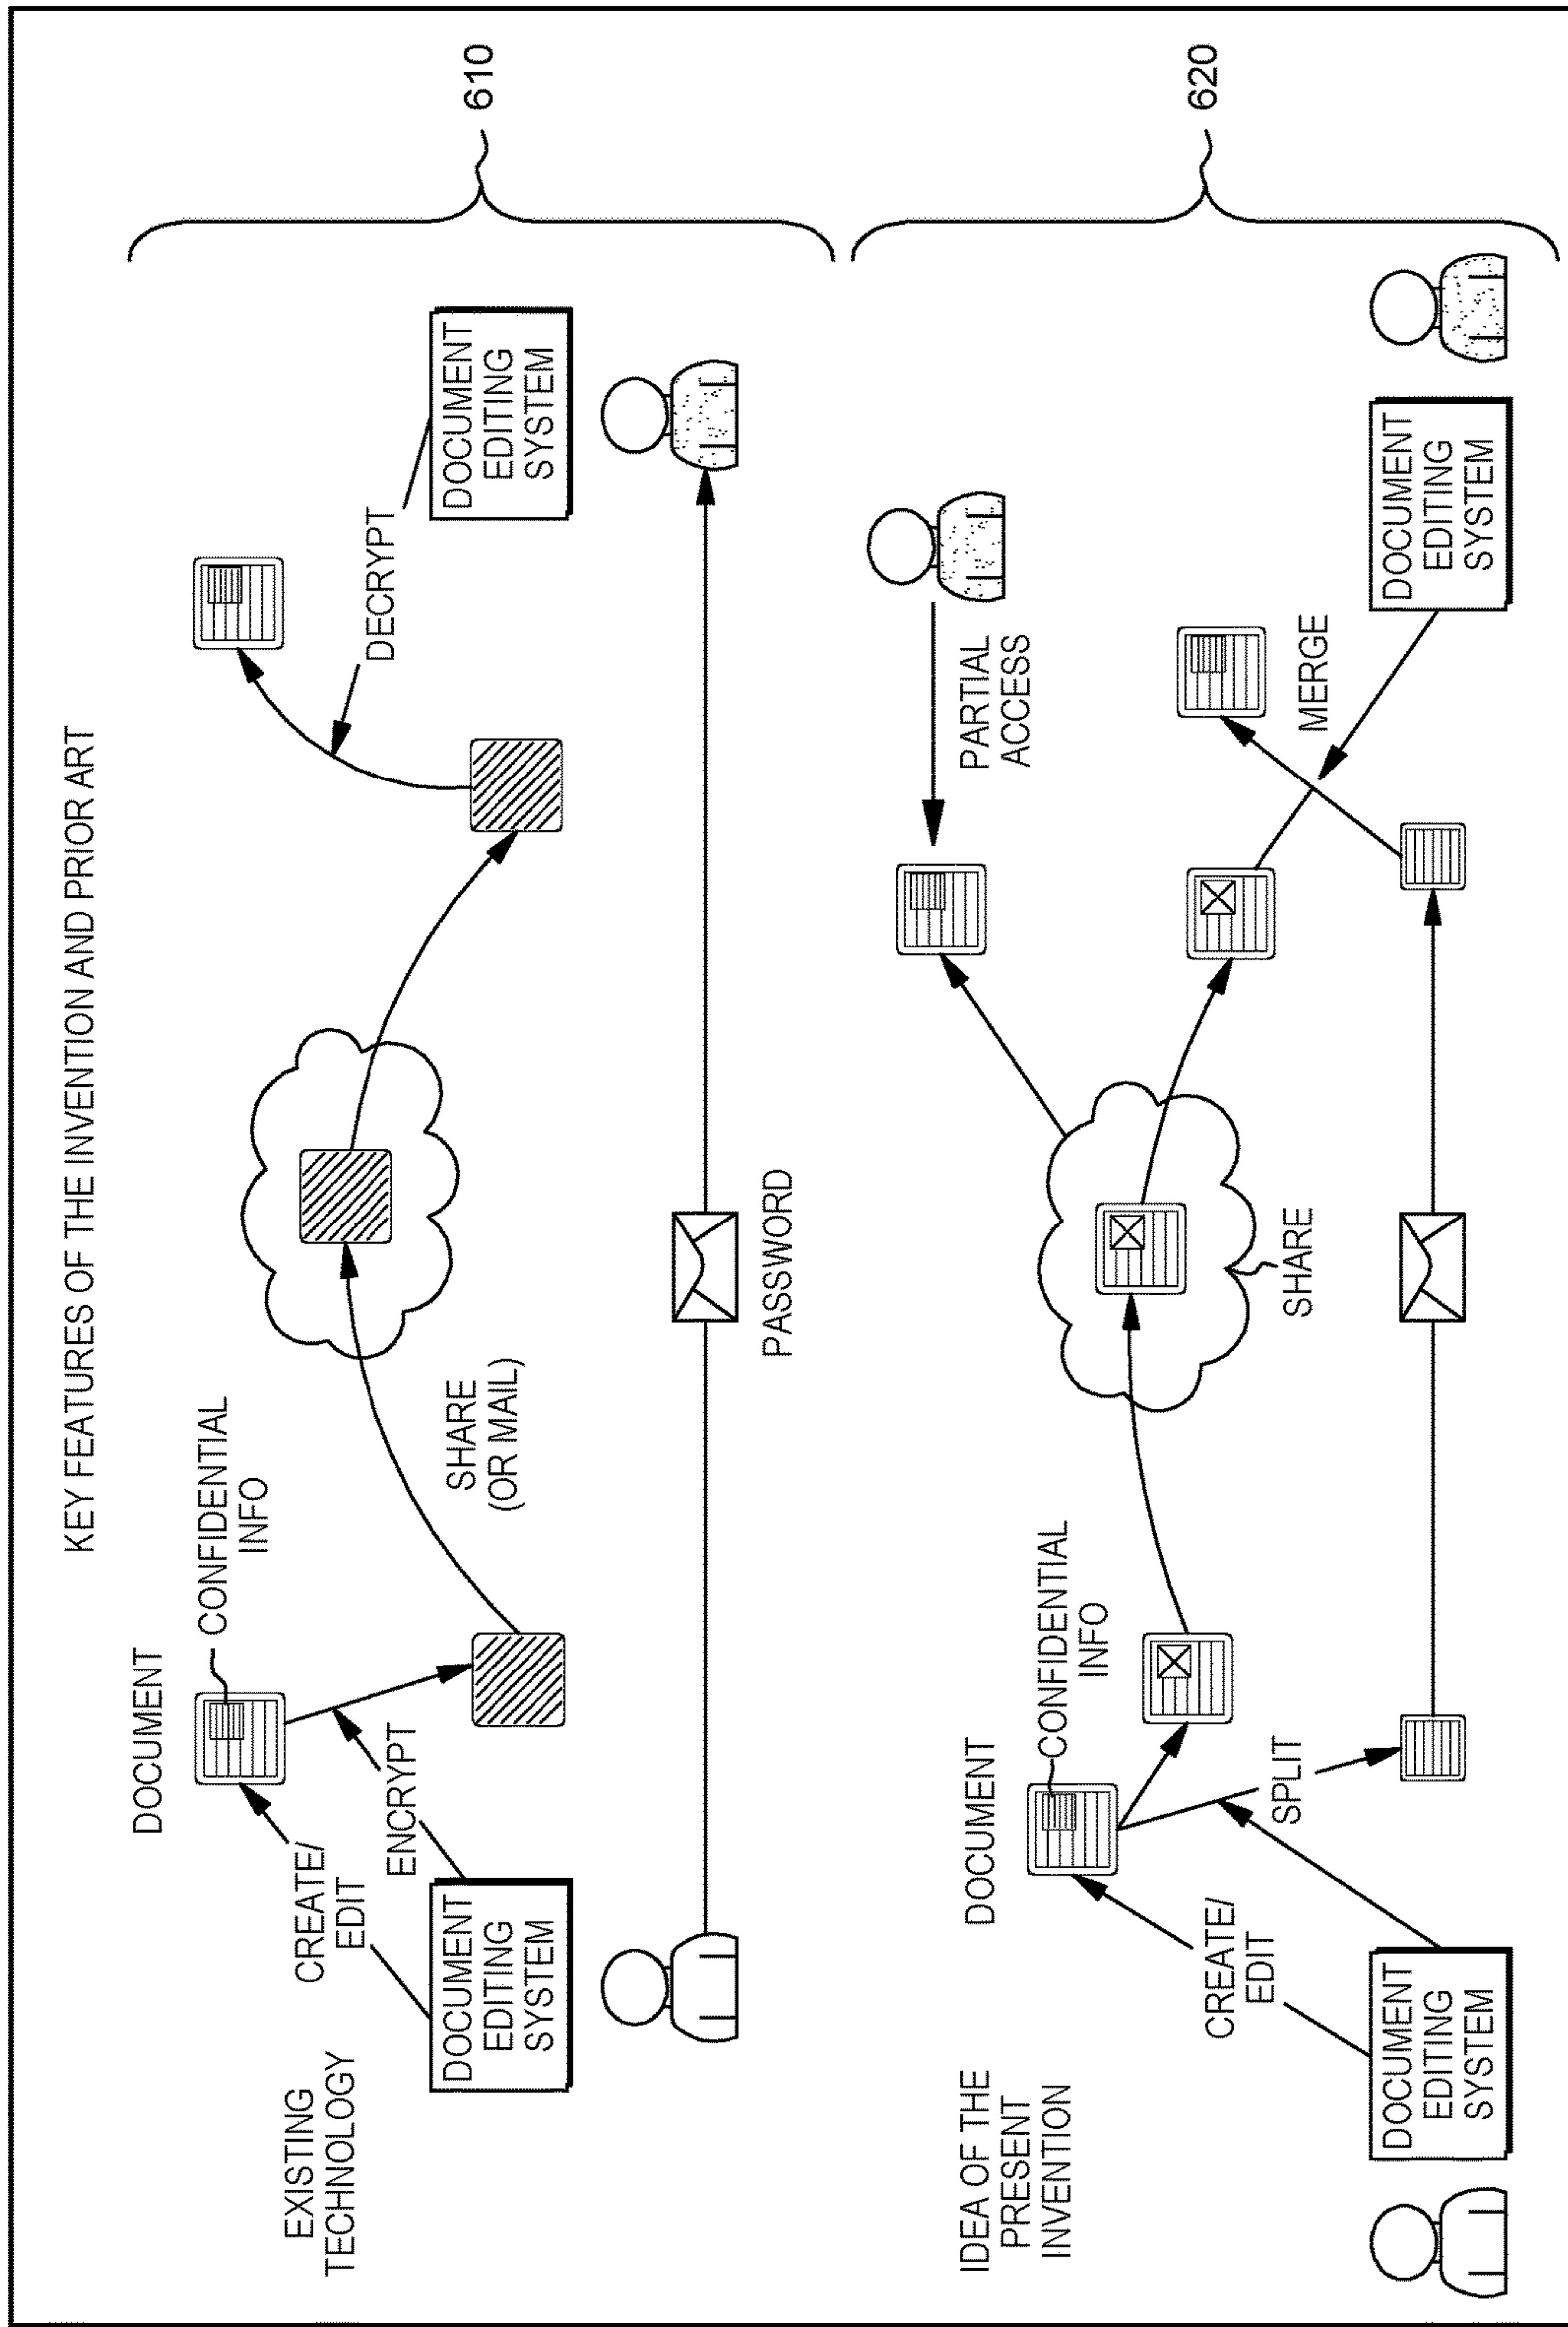 KEY FEATURES OF THE INVENTION AND PRIOR ART
EXISTING
TECHNOLOGY
DOCUMENT
CONFIDENTIAL
INFO
CREATE/
EDIT
ENCRYPT
DOCUMENT
EDITING
SYSTEM
SHARE
(OR MAIL)
PASSWORD
DECRYPT
DOCUMENT
EDITING
SYSTEM
610
IDEA OF THE
PRESENT
INVENTION
DOCUMENT
CONFIDENTIAL
INFO
CREATE/
EDIT
SPLIT
DOCUMENT
EDITING
SYSTEM
SHARE
PARTIAL
ACCESS
MERGE
DOCUMENT
EDITING
SYSTEM
620